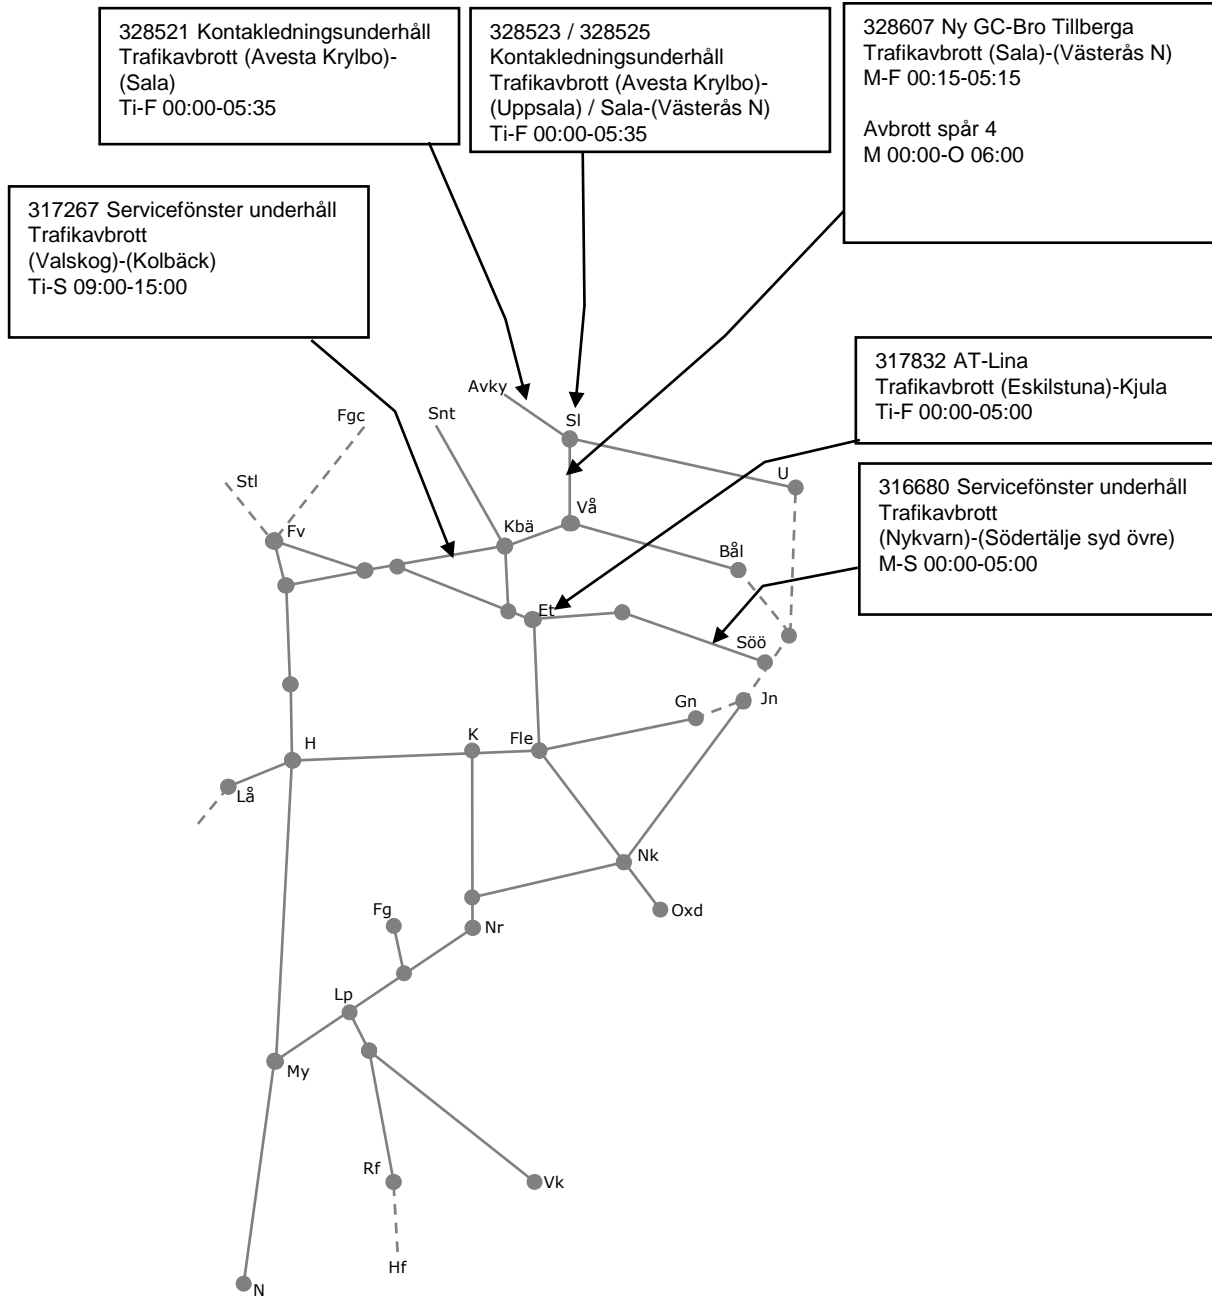 328521 Kontakledningsunderhåll
Trafikavbrott (Avesta Krylbo)-
(Sala)
Ti-F 00:00-05:35
328523 / 328525
Kontakledningsunderhåll
Trafikavbrott (Avesta Krylbo)-
(Uppsala) / Sala-(Västerås N)
Ti-F 00:00-05:35
328607 Ny GC-Bro Tillberga
Trafikavbrott (Sala)-(Västerås N)
M-F 00:15-05:15
Avbrott spår 4
M 00:00-O 06:00
317267 Servicefönster underhåll
Trafikavbrott
(Valskog)-(Kolbäck)
Ti-S 09:00-15:00
317832 AT-Lina
Trafikavbrott (Eskilstuna)-Kjula
Ti-F 00:00-05:00
316680 Servicefönster underhåll
Trafikavbrott
(Nykvarn)-(Södertälje syd övre)
M-S 00:00-05:00
Avky
Fgc
Snt
Sl
Stl
U
Fv
Kbä
Vå
Bål
Et
Söö
Gn
Jn
H
K
Fle
Lå
Nk
Fg
Oxd
Nr
Lp
My
Rf
Vk
Hf
N